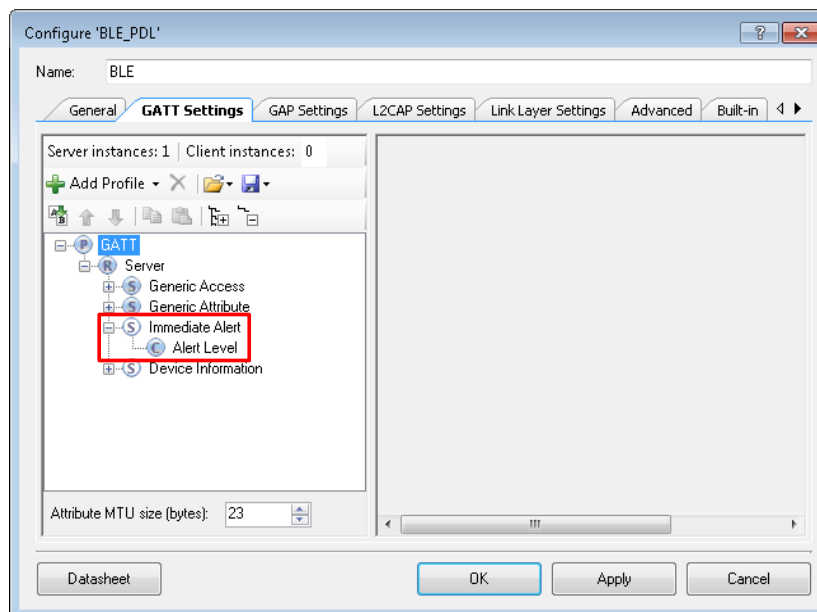 Configure 'BLE_PDL'
Name: BLE
General GATT Settings GAP Settings L2CAP Settings Link Layer Settings Advanced Built-in
Server instances: 1 Client instances: 0
Add Profile
P GATT
R Server
S Generic Access
S Generic Attribute
S Immediate Alert
C Alert Level
S Device Information
Attribute MTU size (bytes): 23
Datasheet OK Apply Cancel